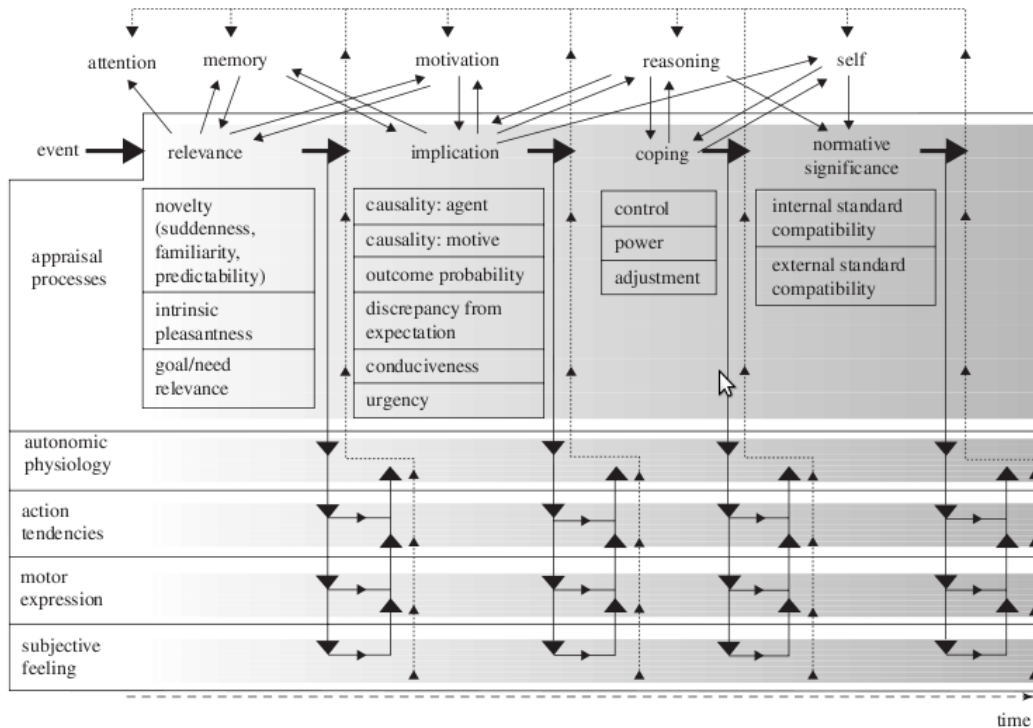 attention
memory
motivation
reasoning
self
event
relevance
implication
coping
normative
significance
appraisal
processes
novelty
(suddenness,
familiarity,
predictability)
intrinsic
pleasantness
goal/need
relevance
causality: agent
causality: motive
outcome probability
discrepancy from
expectation
conduciveness
urgency
control
power
adjustment
internal standard
compatibility
external standard
compatibility
autonomic
physiology
action
tendencies
motor
expression
subjective
feeling
time